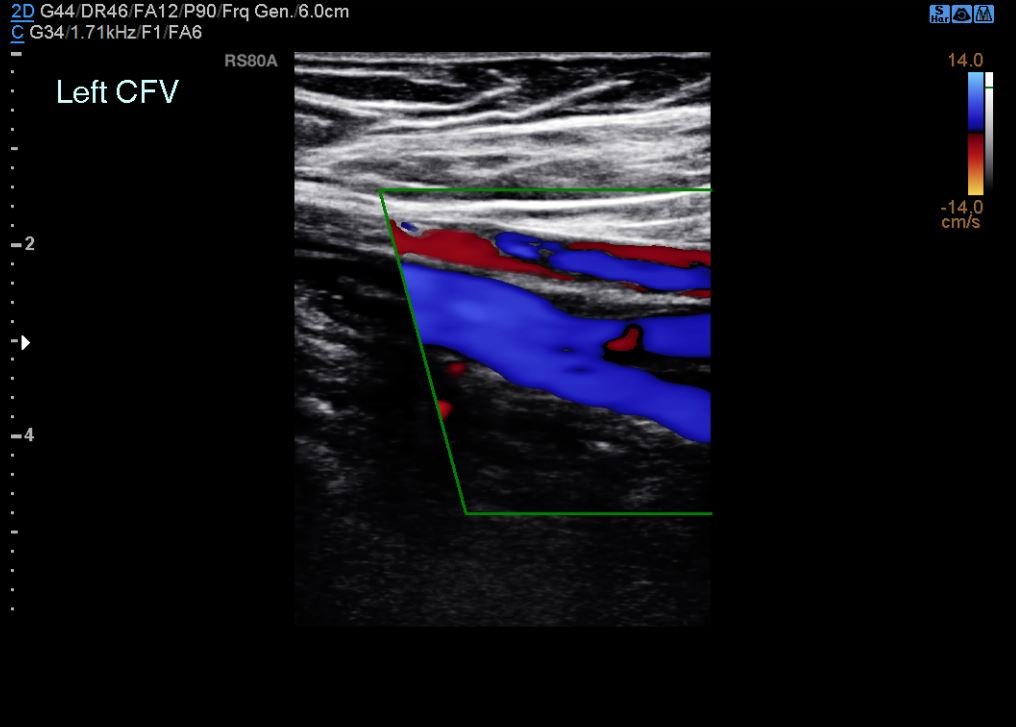 2D G44/DR46/FA12/P90/Frq Gen./6.0cm
C G34/1.71kHz/F1/FA6
RS80A
Left CFV
S
Har
M
14.0
-14.0
cm/s
2
4